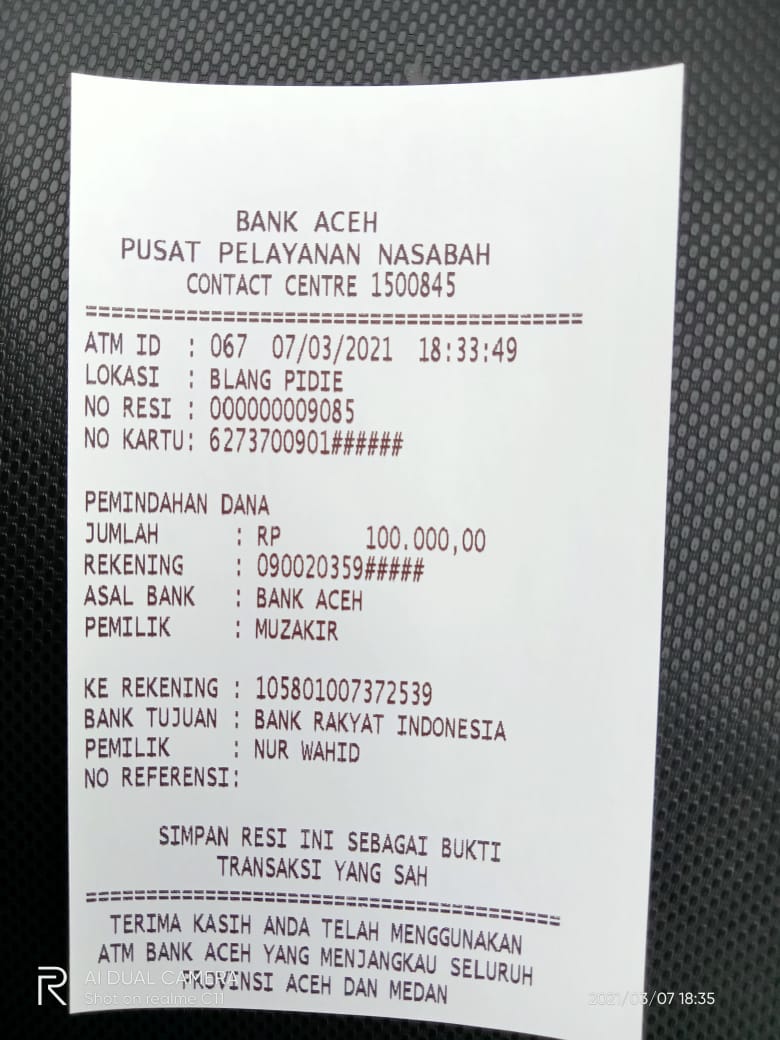 BANK ACEH
PUSAT PELAYANAN NASABAH
CONTACT CENTRE 1500845
==========================================
ATM ID : 067 07/03/2021 18:33:49
LOKASI : BLANG PIDIE
NO RESI : 000000009085
NO KARTU: 6273700901######
PEMINDAHAN DANA
JUMLAH : RP 100.000,00
REKENING : 090020359#####
ASAL BANK : BANK ACEH
PEMILIK : MUZAKIR
KE REKENING : 105801007372539
BANK TUJUAN : BANK RAKYAT INDONESIA
PEMILIK : NUR WAHID
NO REFERENSI:
SIMPAN RESI INI SEBAGAI BUKTI
TRANSAKSI YANG SAH
==========================================
TERIMA KASIH ANDA TELAH MENGGUNAKAN
ATM BANK ACEH YANG MENJANGKAU SELURUH
PROVENSI ACEH DAN MEDAN
R AI DUAL CAMERA
Shot on realme C11
2021/03/07 18:35